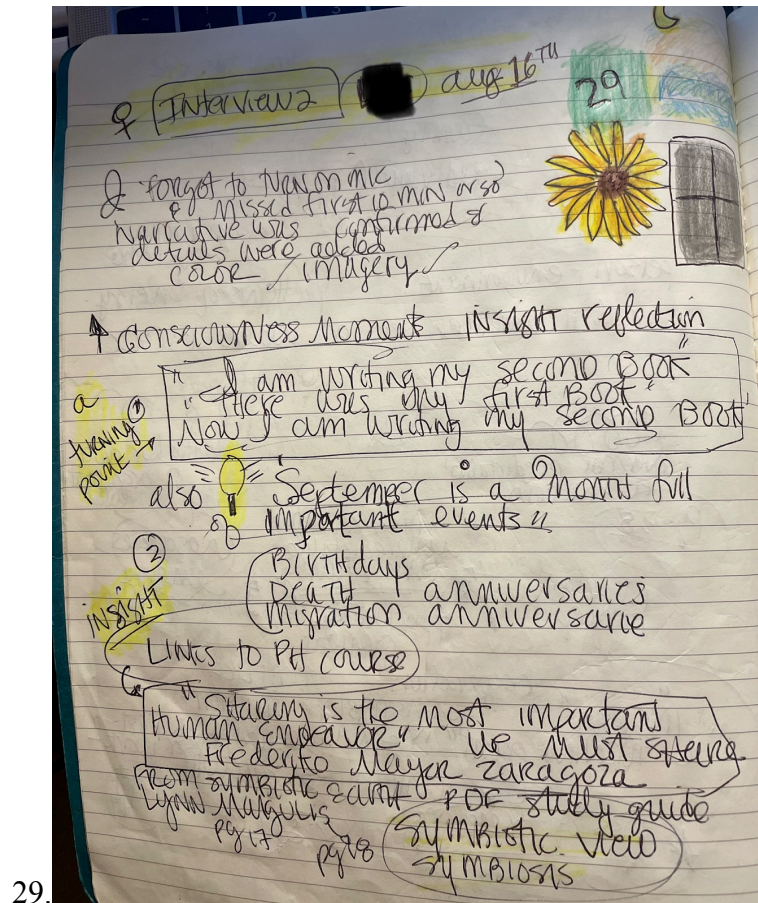 ♀ INterview 2 aug 16TH
29
I forgot to turn on mic
& missed first 10 min or so
Narrative was confirmed &
details were added
color / imagery ✓
↑ Consciousness Moments INsight reflection
" I am writing my second Book"
"There was my first Book"
Now I am writing my second Book"
a turning point → ①
also "September is a month full
important events"
② insight
BIRTHdays
DEATH anniwersaries
migration anniwersarie
LINKS to PH course
"Sharing is the most important
Human Endeavor" We must share
Frederiko Mayor Zaragoza
From symbiotic earth PDF study guide
LYNN Margulis
pg 17 pg 18
SYMBIOTIC VIEW
SYMBIOSIS
29.